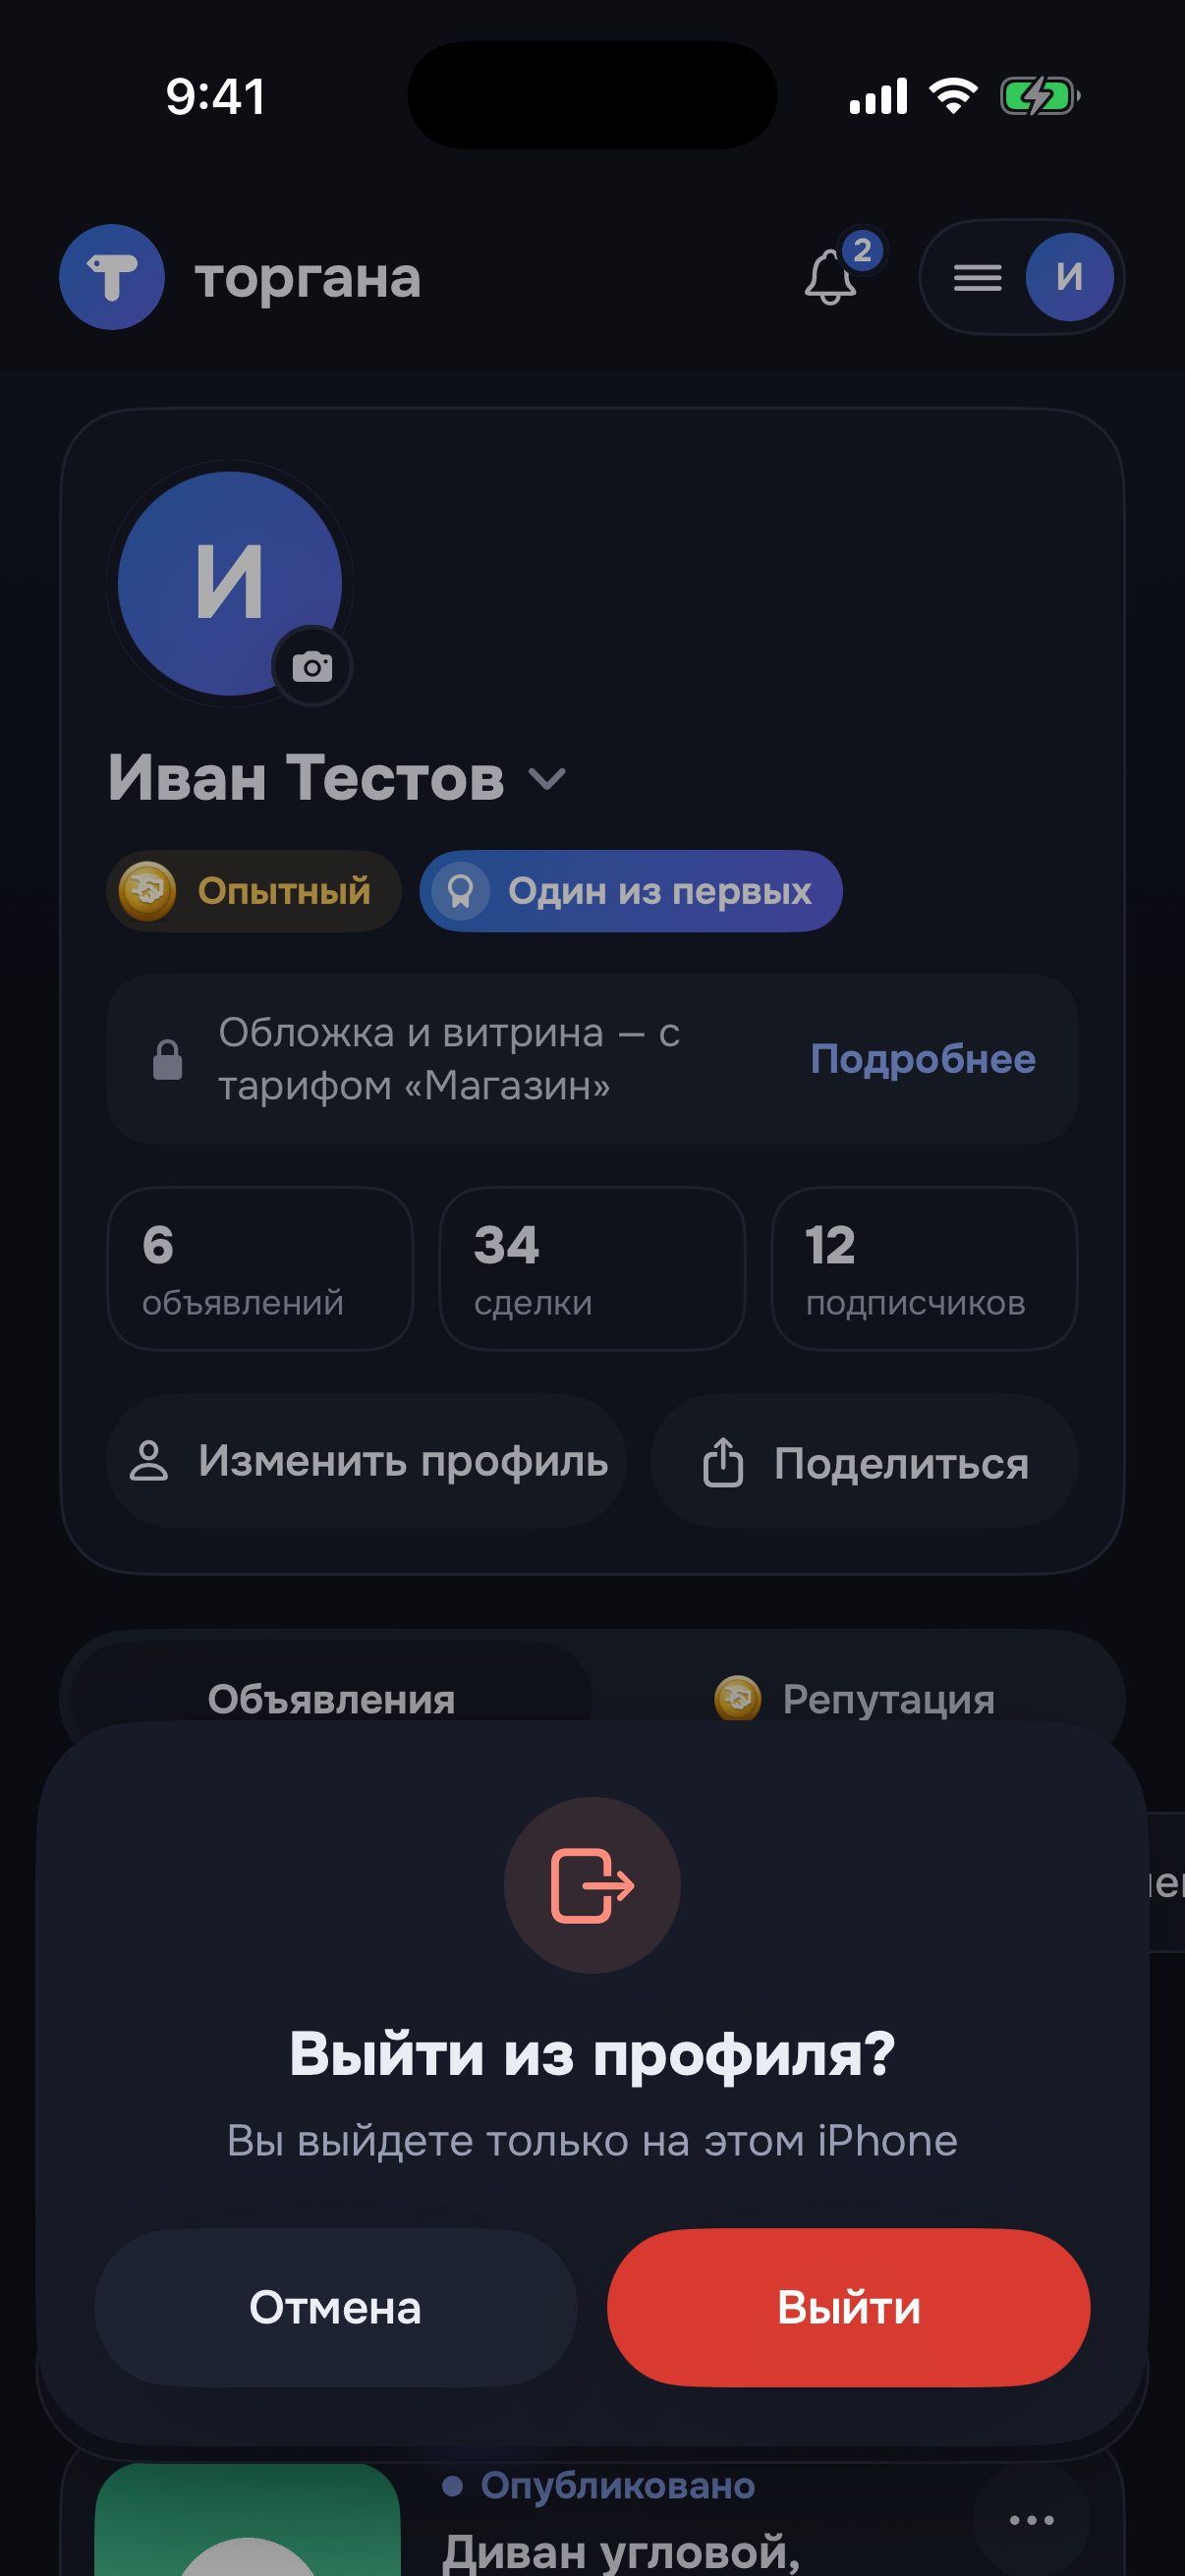 9:41
торгана
2
И
И
Иван Тестов
Опытный
Один из первых
Обложка и витрина — с
тарифом «Магазин»
Подробнее
6
объявлений
34
сделки
12
подписчиков
Изменить профиль
Поделиться
Объявления
Репутация
Выйти из профиля?
Вы выйдете только на этом iPhone
Отмена
Выйти
Опубликовано
Диван угловой,